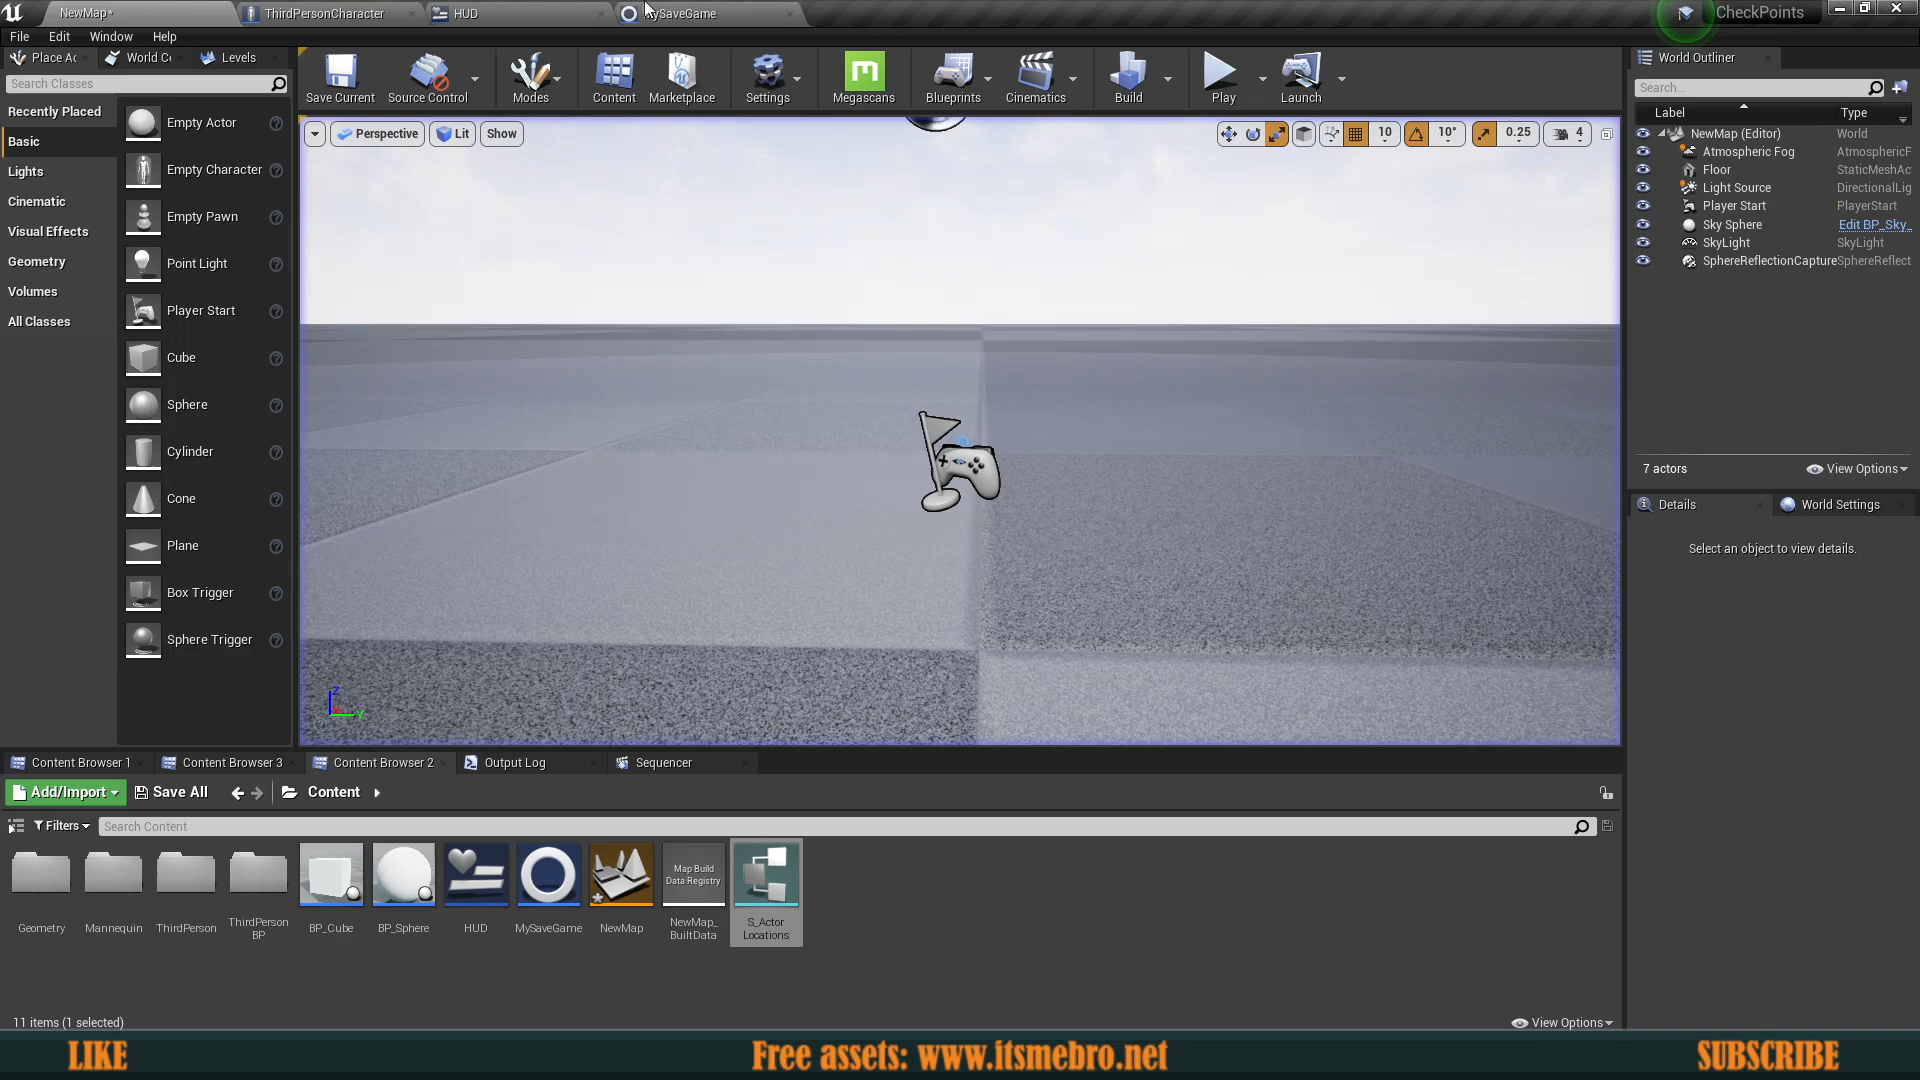 NewMap*
ThirdPersonCharacter
HUD
MySaveGame
CheckPoints
File
Edit
Window
Help
Place Ac
World Cc
Levels
World Outliner
Search Classes
Recently Placed
Basic
Lights
Cinematic
Visual Effects
Geometry
Volumes
All Classes
Empty Actor
Empty Character
Empty Pawn
Point Light
Player Start
Cube
Sphere
Cylinder
Cone
Plane
Box Trigger
Sphere Trigger
Save Current
Source Control
Modes
Content
Marketplace
Settings
Megascans
Blueprints
Cinematics
Build
Play
Launch
Perspective
Lit
Show
10
10°
0.25
4
Z
Y
Search...
Label
Type
NewMap (Editor)
World
Atmospheric Fog
AtmosphericF
Floor
StaticMeshAc
Light Source
DirectionalLig
Player Start
PlayerStart
Sky Sphere
Edit BP_Sky_
SkyLight
SkyLight
SphereReflectionCapture
SphereReflect
7 actors
View Options
Details
World Settings
Select an object to view details.
Content Browser 1
Content Browser 3
Content Browser 2
Output Log
Sequencer
Add/Import
Save All
Content
Filters
Search Content
Map Build
Data Registry
Geometry
Mannequin
ThirdPerson
ThirdPerson
BP
BP_Cube
BP_Sphere
HUD
MySaveGame
NewMap
NewMap_
BuiltData
S_Actor
Locations
11 items (1 selected)
View Options
LIKE
Free assets: www.itsmebro.net
SUBSCRIBE